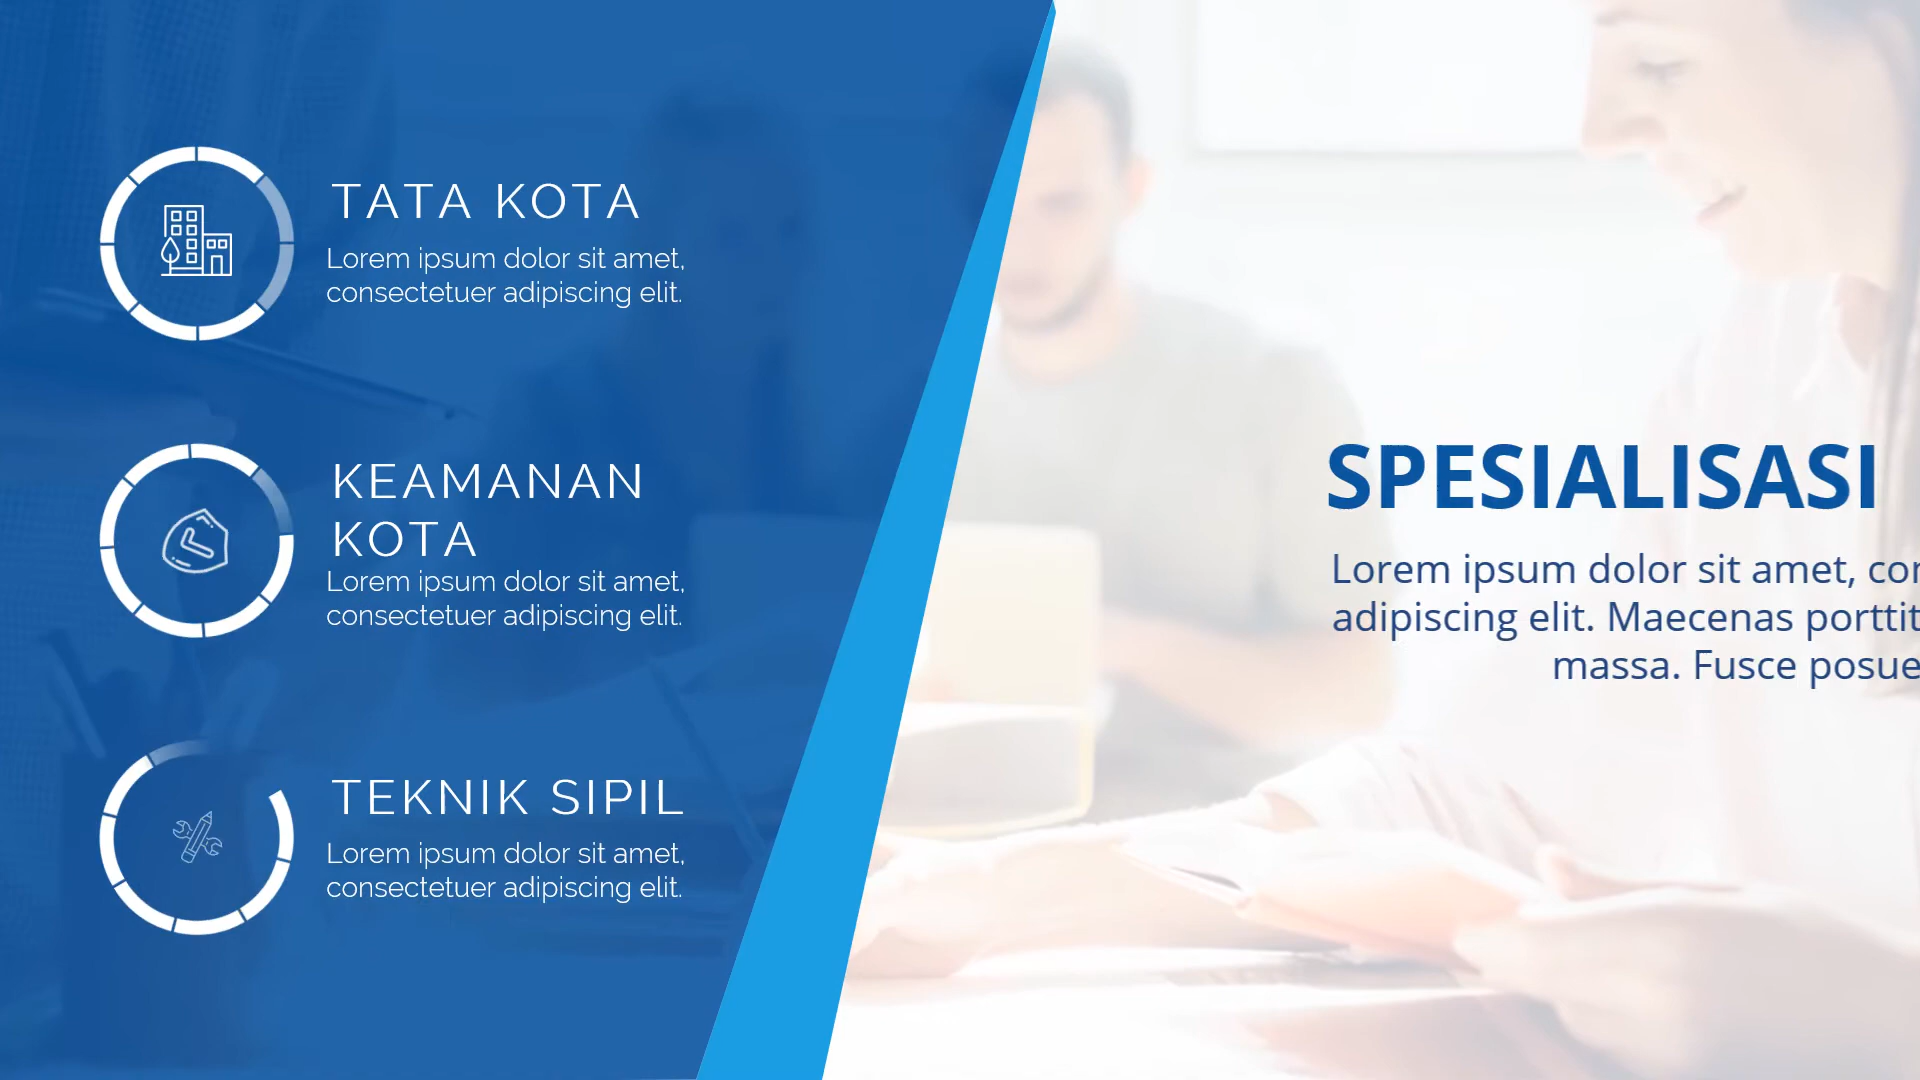 TATA KOTA
Lorem ipsum dolor sit amet,
consectetuer adipiscing elit.
KEAMANAN
KOTA
Lorem ipsum dolor sit amet,
consectetuer adipiscing elit.
TEKNIK SIPIL
Lorem ipsum dolor sit amet,
consectetuer adipiscing elit.
SPESIALISASI
Lorem ipsum dolor sit amet,
adipiscing elit. Maecenas
massa. Fusce